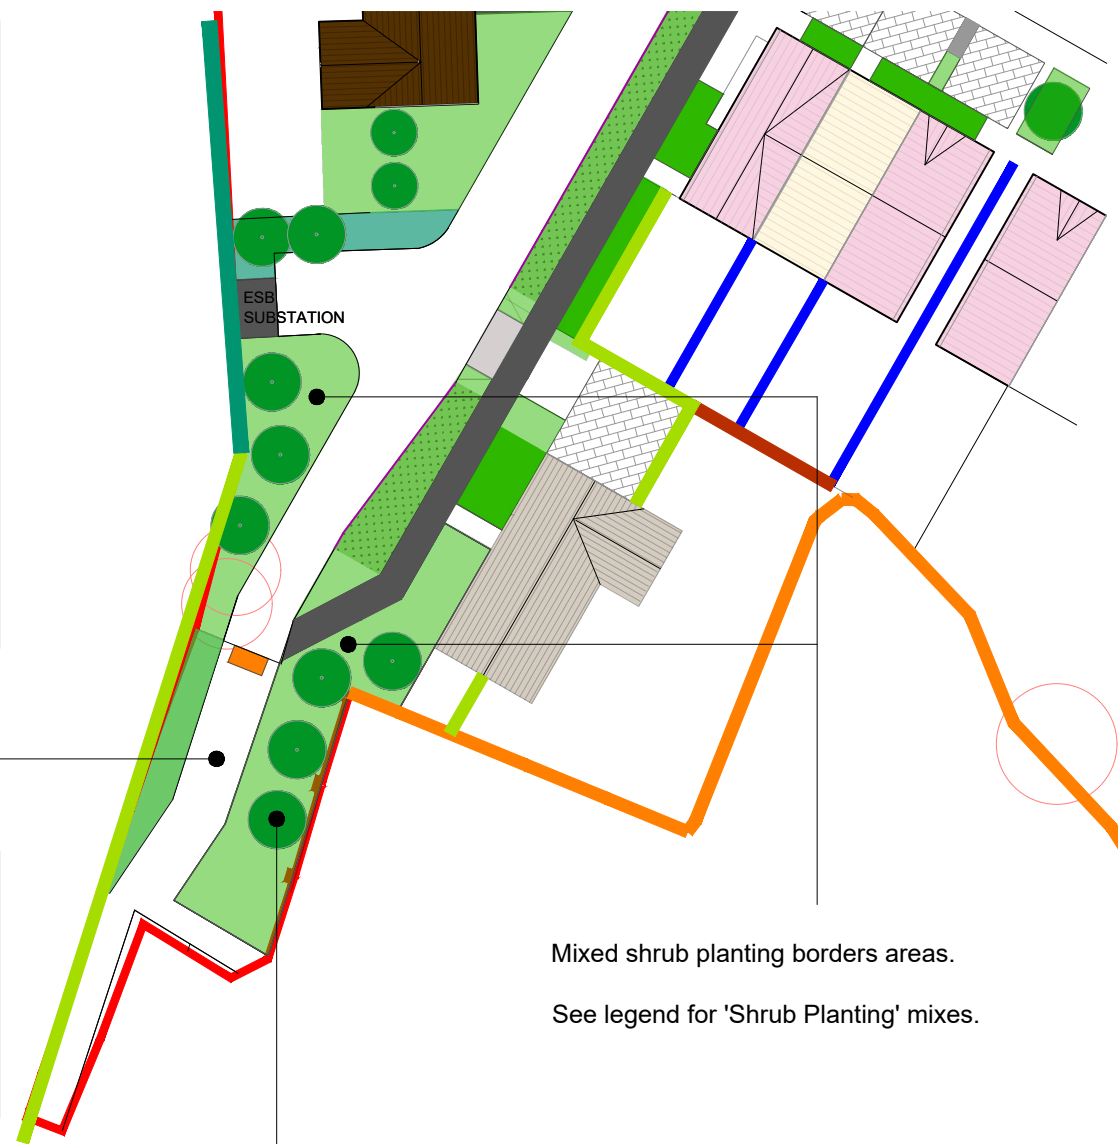 ESB
SUBSTATION
Mixed shrub planting borders areas.
See legend for 'Shrub Planting' mixes.